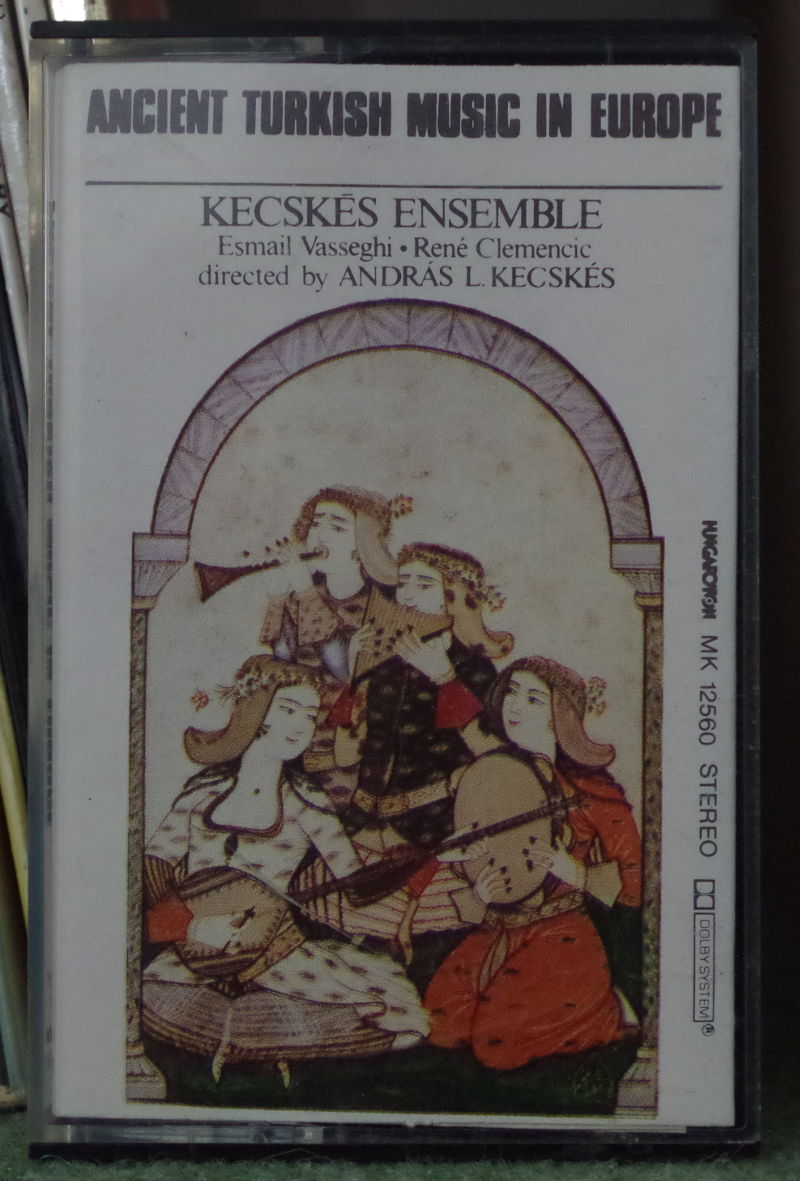 ANCIENT TURKISH MUSIC IN EUROPE
KECSKÉS ENSEMBLE
Esmail Vasseghi • René Clemencic
directed by ANDRÁS L. KECSKÉS
HUNGAROTON MK 12560 STEREO
DOLBY SYSTEM®